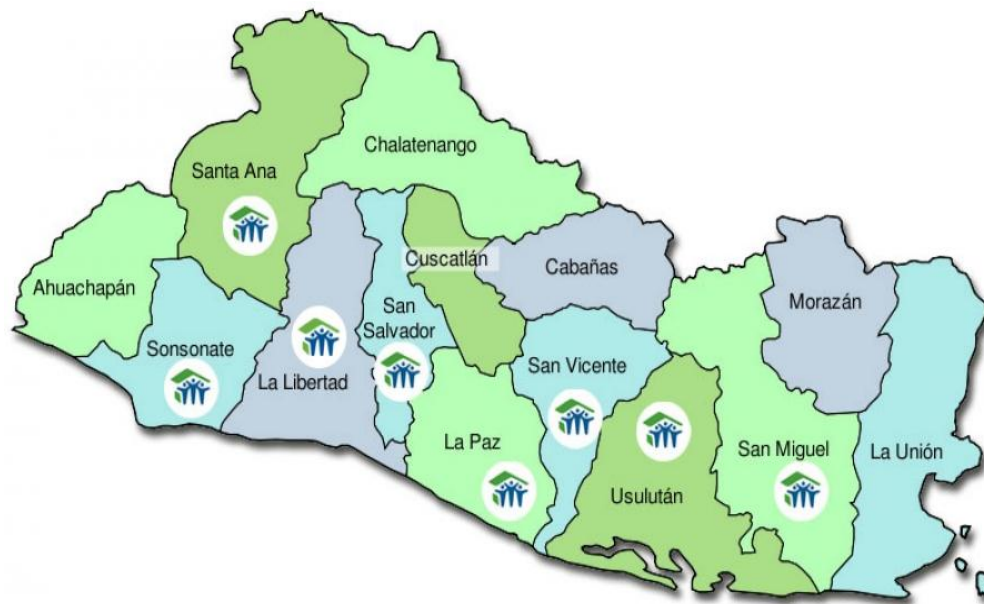 Chalatenango
Santa Ana
Cuscatlán
Cabañas
Ahuachapán
Morazán
San
Salvador
Sonsonate
San Vicente
La Libertad
La Paz
San Miguel
La Unión
Usulután